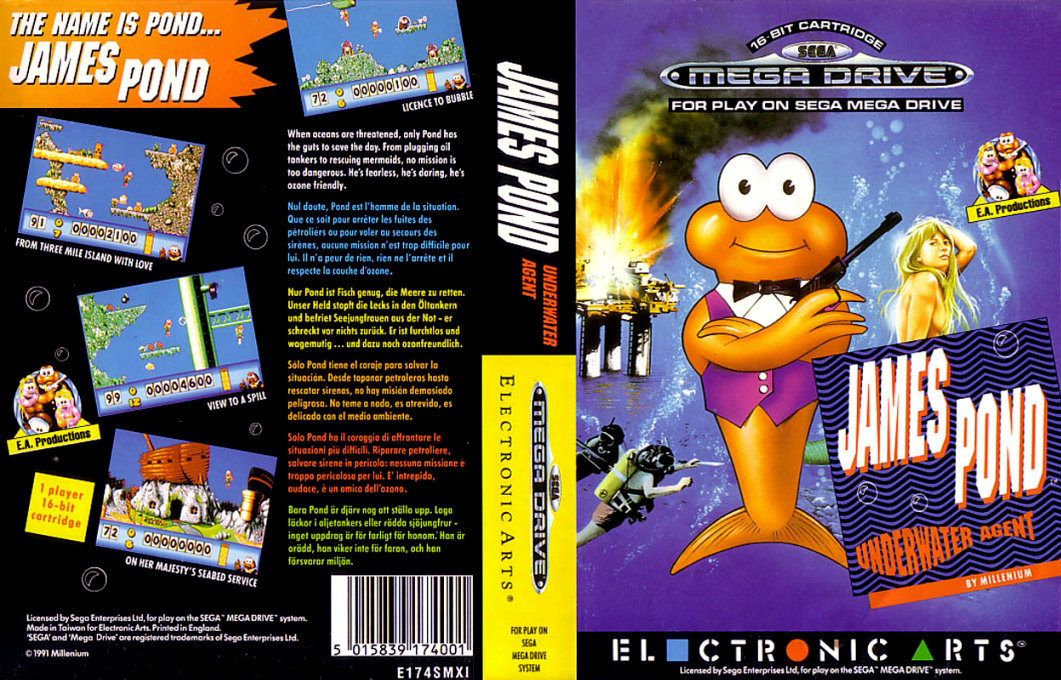 THE NAME IS POND...
JAMES
POND
72 00000100
LICENCE TO BUBBLE
91 00002100
FROM THREE MILE ISLAND WITH LOVE
99 00004600
VIEW TO A SPILL
E.A. Productions
1 player
16-bit
cartridge
72 00000000
ON HER MAJESTY'S SEABED SERVICE
When oceans are threatened, only Pond has
the guts to save the day. From plugging oil
tankers to rescuing mermaids, no mission is
too dangerous. He's fearless, he's daring, he's
ozone friendly.
Nul doute, Pond est l'homme de la situation.
Que ce soit pour arrèter les fuites des
pétroliérs ou pour voler au secours des
sirènes, aucune mission n'est trop difficile pour
lui. Il n'a peur de rien, rien ne l'arrète et il
respecte la couche d'ozone.
Nur Pond ist Fisch genug, die Meere zu retten.
Unser Held stopft die Lecks in den Öltankern
und befriet Seejungfrauen aus der Not - er
schreckt vor nichts zurück. Er ist furchtlos und
wagemutig ... und dazu noch ozonfreundlich.
Sólo Pond tiene el coraje para salvar la
situación. Desde taponar petroleros hasta
rescatar sirenas, no hay misión demasiado
peligrosa. No teme a nada, es atrevido, es
delicado con el medio ambiente.
Solo Pond ha il coraggio di affrontare le
situazioni più difficili. Riparare petroliere,
salvare sirene in pericolo: nessuna missione è
troppo pericolosa per lui. E' intrepido,
audace, è un amico dell'ozono.
Bara Pond är djärv nog att ställa upp. Laga
läckor i oljetankers eller rädda sjöjungfrur -
inget uppdrag är för farligt för honom. Han är
orädd, han viker inte för faran, och han
försvarar miljön.
Licensed by Sega Enterprises Ltd, for play on the SEGA™ MEGA DRIVE™ system.
Made in Taiwan for Electronic Arts. Printed in England.
'SEGA' and 'Mega Drive' are registered trademarks of Sega Enterprises Ltd.
© 1991 Millenium
5 015839 174001
E174SMXI
JAMES POND
UNDERWATER
AGENT
ELECTRONIC ARTS®
SEGA
MEGA DRIVE
FOR PLAY ON
SEGA
MEGA DRIVE
SYSTEM
16-BIT CARTRIDGE
SEGA
MEGA DRIVE
FOR PLAY ON SEGA MEGA DRIVE
E.A. Productions
JAMES
POND
UNDERWATER AGENT
BY MILLENIUM
ELECTRONIC ARTS™
Licensed by Sega Enterprises Ltd, for play on the SEGA™ MEGA DRIVE™ system.